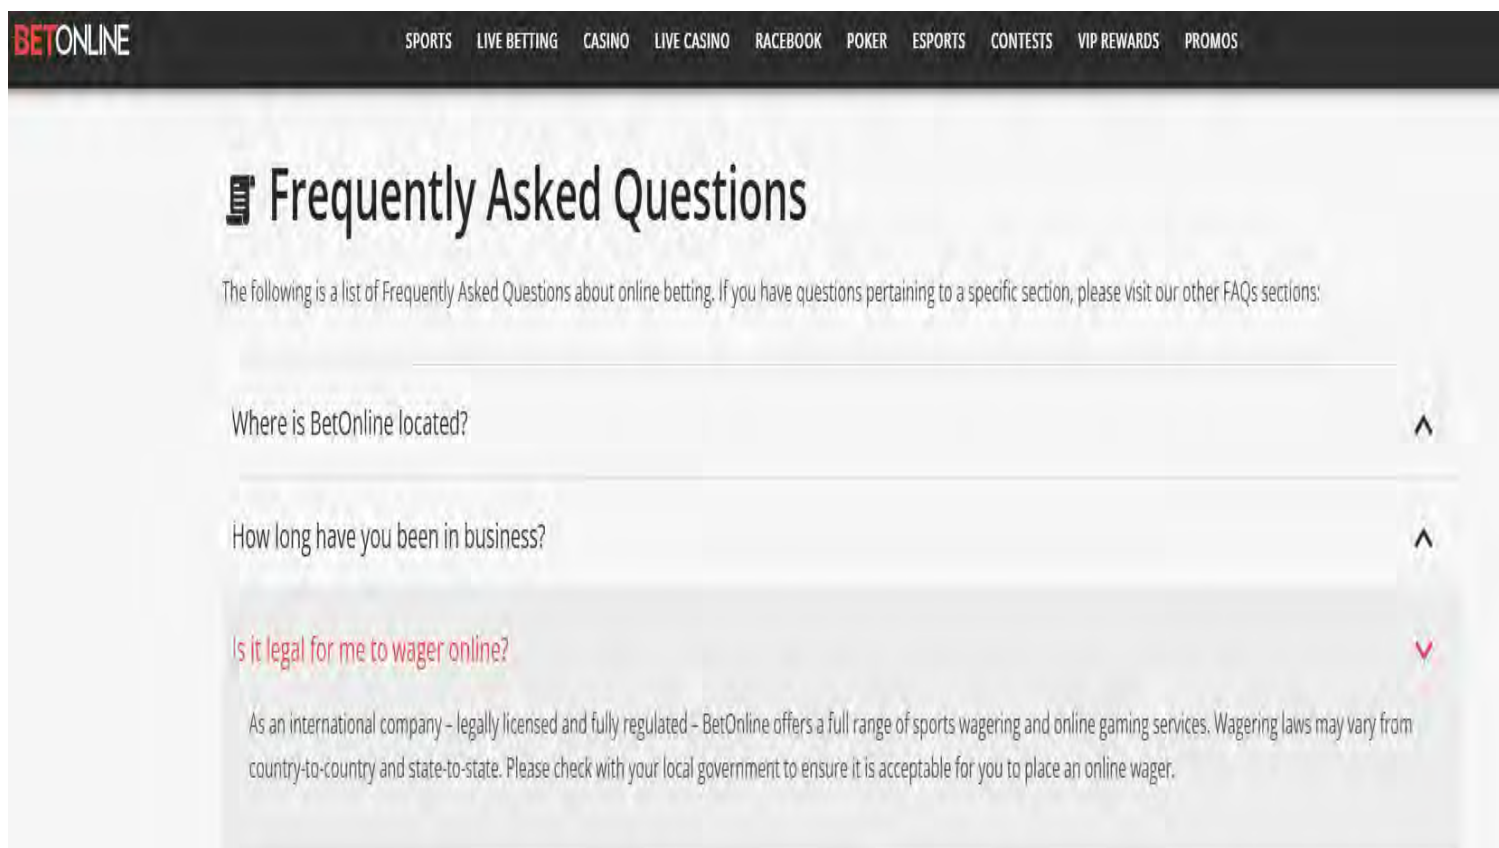 BETONLINE SPORTS LIVE BETTING CASINO LIVE CASINO RACEBOOK POKER ESPORTS CONTESTS VIP REWARDS PROMOS
Frequently Asked Questions
The following is a list of Frequently Asked Questions about online betting. If you have questions pertaining to a specific section, please visit our other FAQs sections:
Where is BetOnline located?
How long have you been in business?
Is it legal for me to wager online?
As an international company – legally licensed and fully regulated – BetOnline offers a full range of sports wagering and online gaming services. Wagering laws may vary from
country-to-country and state-to-state. Please check with your local government to ensure it is acceptable for you to place an online wager.